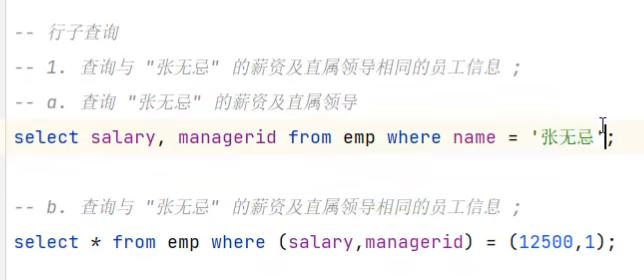 -- 行子查询
-- 1. 查询与 "张无忌" 的薪资及直属领导相同的员工信息 ;
-- a. 查询 "张无忌" 的薪资及直属领导
select salary, managerid from emp where name = '张无忌';
-- b. 查询与 "张无忌" 的薪资及直属领导相同的员工信息 ;
select * from emp where (salary,managerid) = (12500,1);